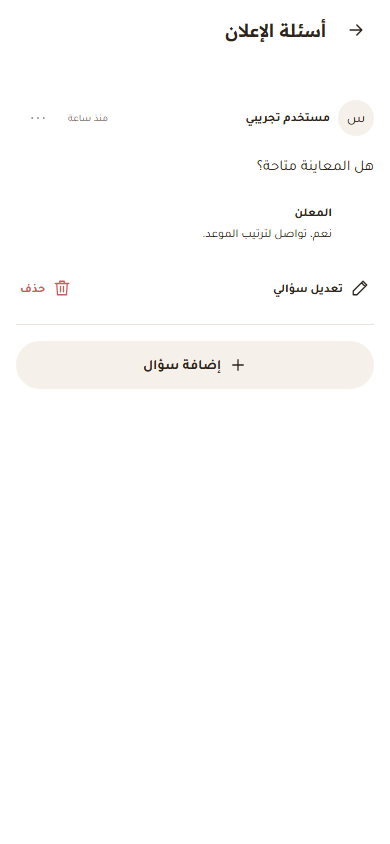 أسئلة الإعلان
س
مستخدم تجريبي
منذ ساعة
هل المعاينة متاحة؟
المعلن
نعم، تواصل لترتيب الموعد.
تعديل سؤالي
حذف
إضافة سؤال